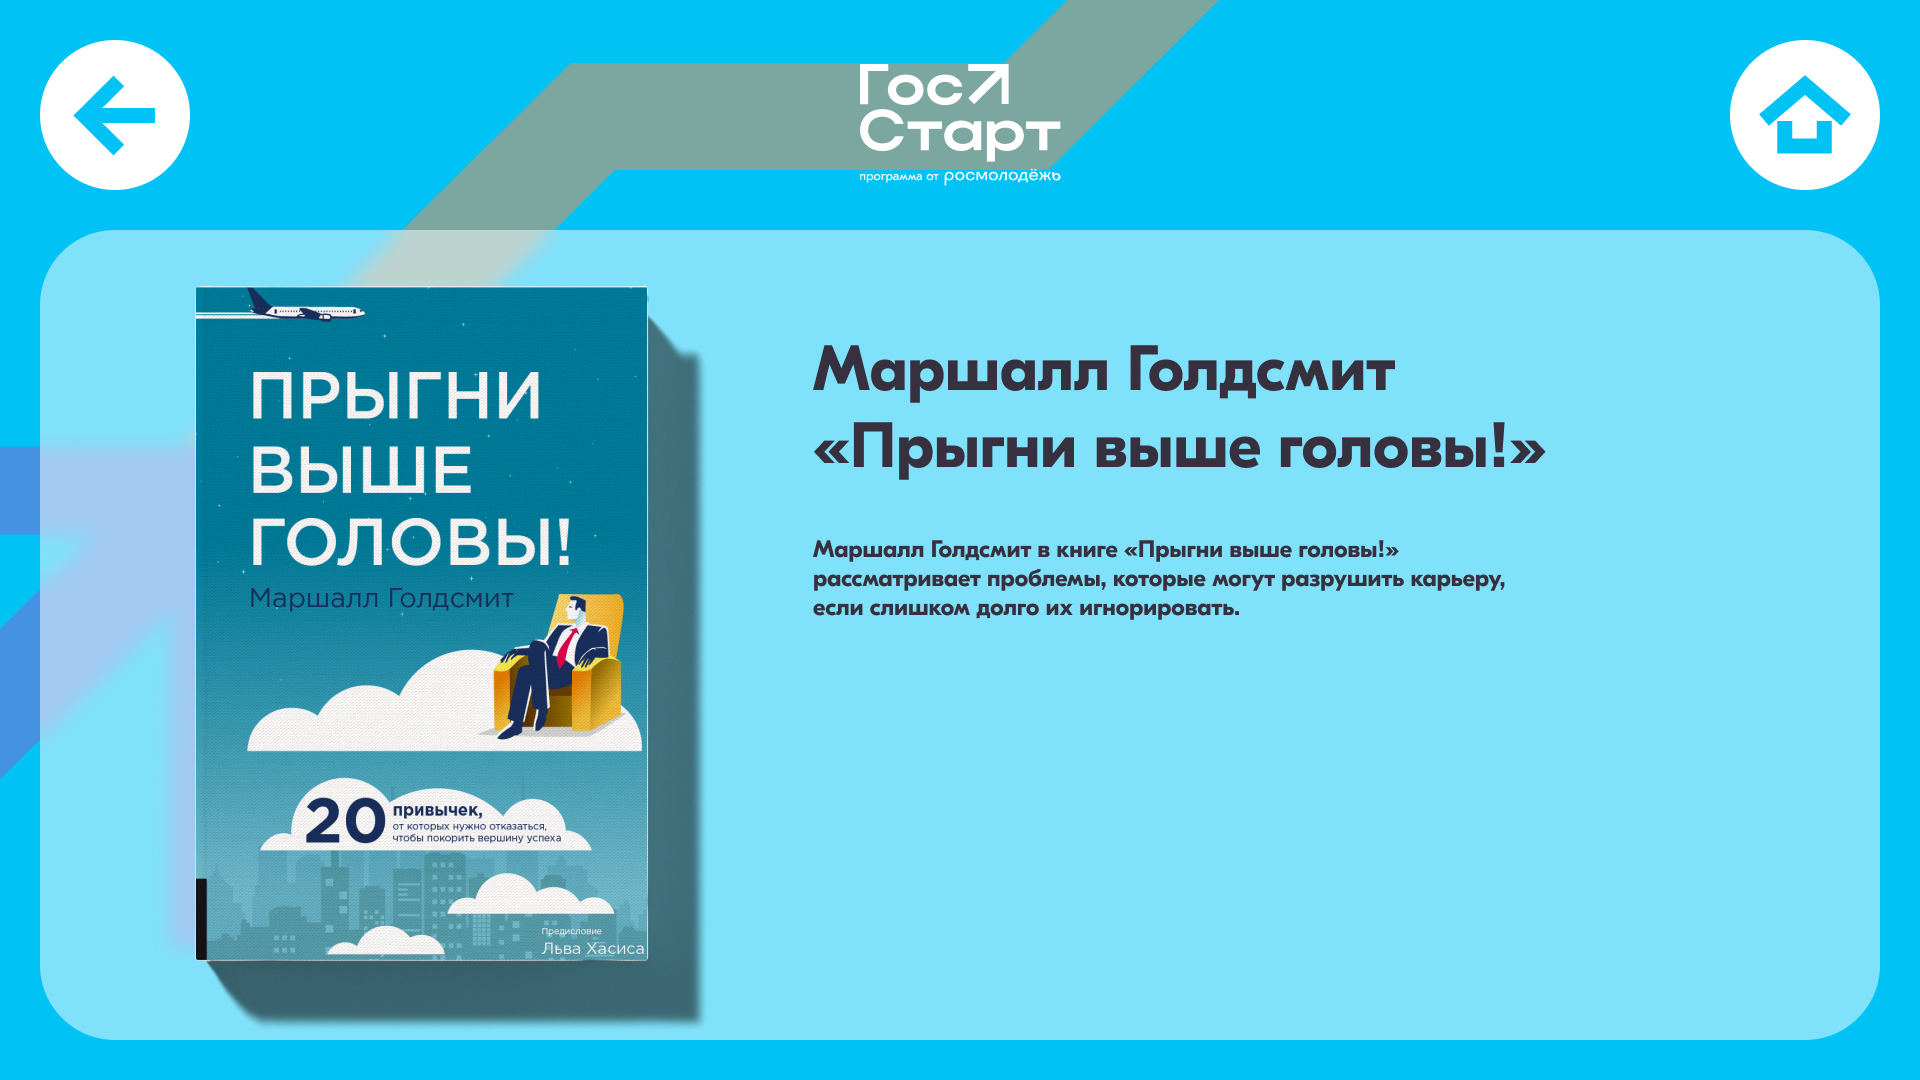 Гос
Старт
программа от росмолодёжь
ПРЫГНИ
ВЫШЕ
ГОЛОВЫ!
Маршалл Голдсмит
20 привычек,
от которых нужно отказаться,
чтобы покорить вершину успеха
Предисловие
Льва Хасиса
Маршалл Голдсмит
«Прыгни выше головы!»
Маршалл Голдсмит в книге «Прыгни выше головы!»
рассматривает проблемы, которые могут разрушить карьеру,
если слишком долго их игнорировать.